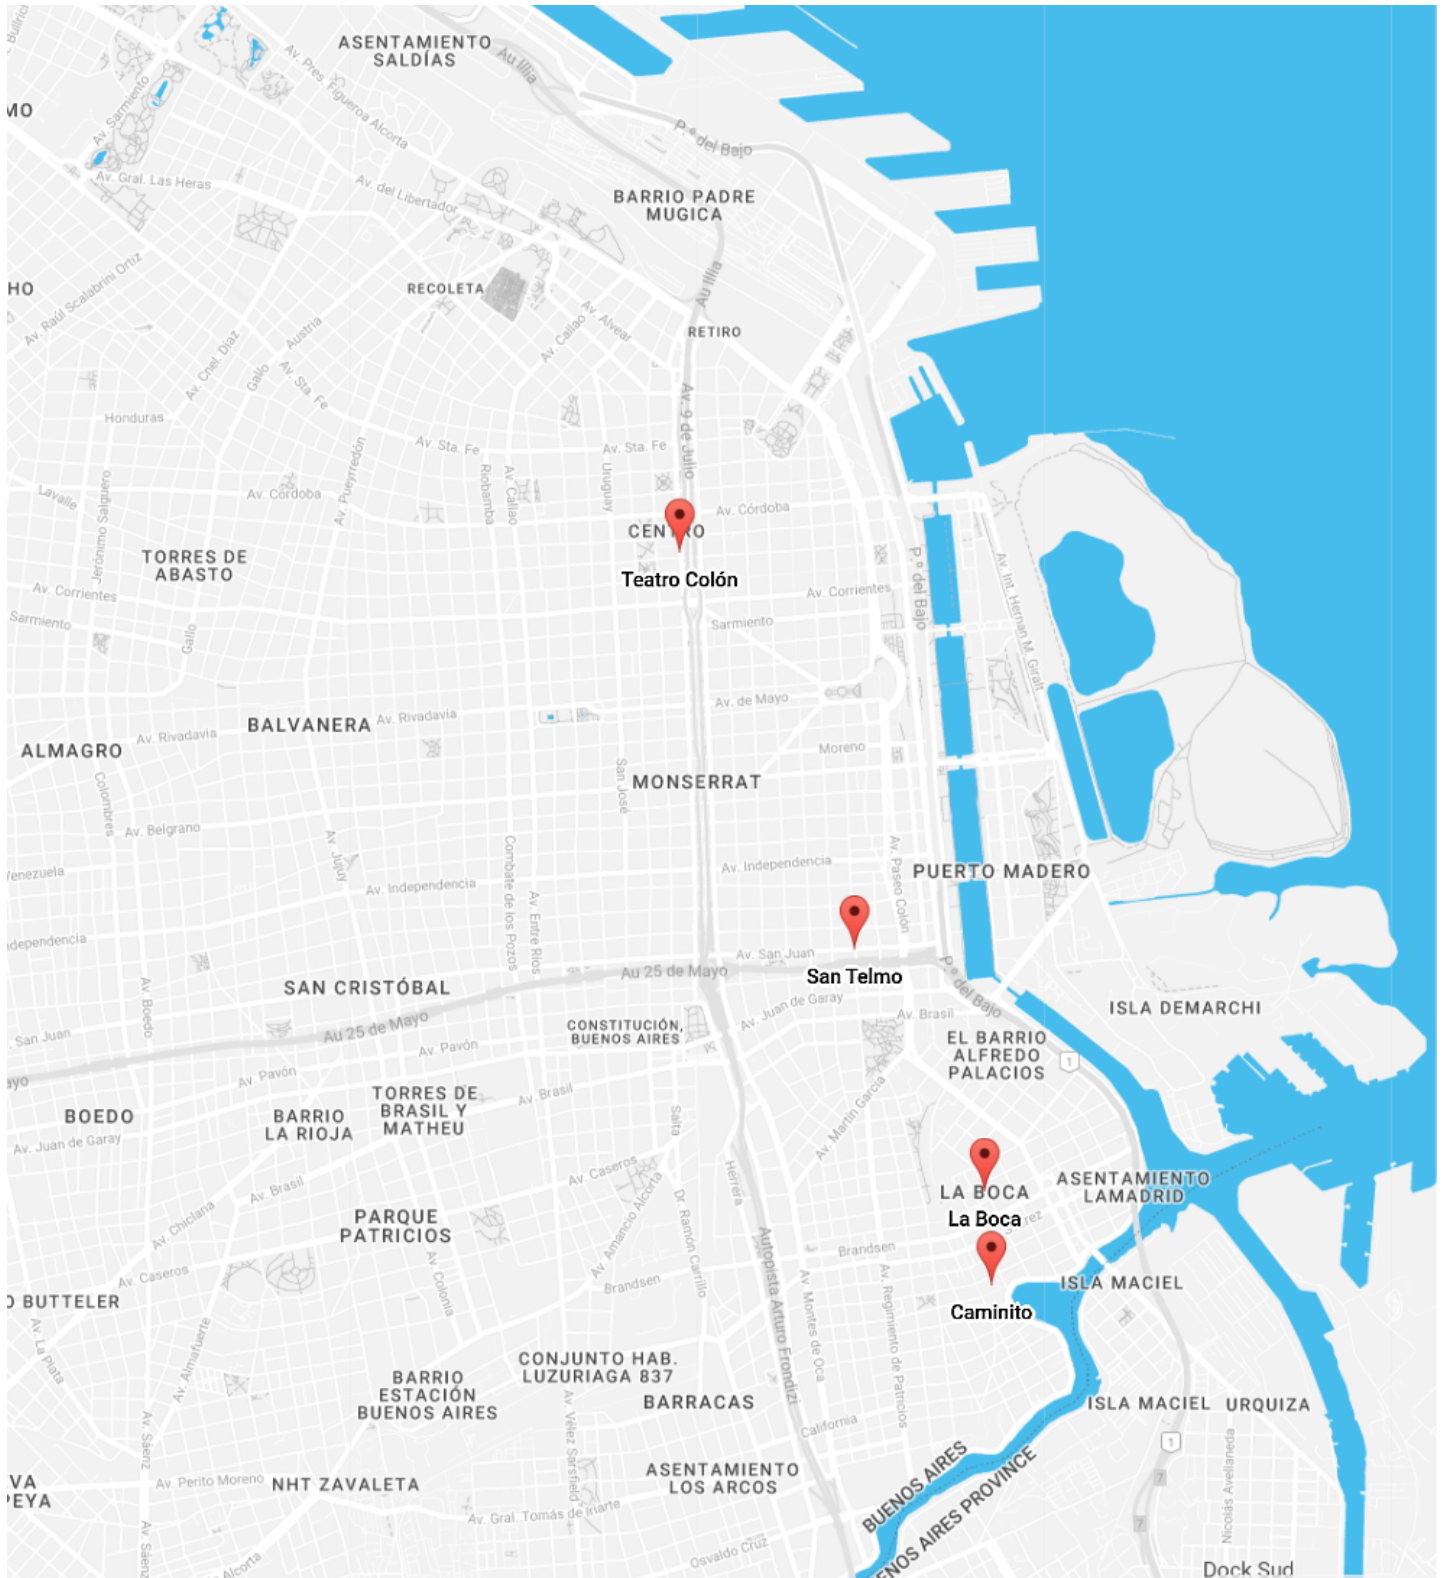 ASENTAMIENTO
SALDÍAS
Au Illia
Av. Pres. Figueroa Alcorta
MO
Av. Sarmiento
P.º del Bajo
Av. Gral. Las Heras
Av. del Libertador
BARRIO PADRE
MUGICA
HO
Av. Raúl Scalabrini Ortiz
RECOLETA
Au Illia
Av. Callao
Av. Alvear
RETIRO
Austria
Av. Cnel. Díaz
Gallo
Av. Sta. Fe
Av. 9 de Julio
Honduras
Av. Pueyrredón
Av. Sta. Fe
Av. Sta. Fe
Riobamba
Av. Callao
Uruguay
Lavalle
Jerónimo Salguero
Av. Córdoba
Av. Córdoba
CENTRO
Teatro Colón
TORRES DE
ABASTO
Av. Corrientes
Av. Corrientes
P.º del Bajo
Av. Int. Hernan M. Giralt
Sarmiento
Gallo
Sarmiento
Av. de Mayo
BALVANERA
Av. Rivadavia
Av. Rivadavia
ALMAGRO
Moreno
MONSERRAT
San José
Colombres
Av. Belgrano
Av. Jujuy
Combate de los Pozos
Av. Entre Ríos
Av. Independencia
Av. Independencia
Av. Paseo Colón
PUERTO MADERO
Venezuela
Independencia
Av. San Juan
Au 25 de Mayo
San Telmo
P.º del Bajo
SAN CRISTÓBAL
Av. Boedo
San Juan
Au 25 de Mayo
CONSTITUCIÓN,
BUENOS AIRES
Av. Juan de Garay
Av. Brasil
ISLA DEMARCHI
EL BARRIO
ALFREDO
PALACIOS
1
Av. Pavón
Av. Pavón
ayo
TORRES DE
BRASIL Y
MATHEU
Av. Brasil
BOEDO
BARRIO
LA RIOJA
Av. Juan de Garay
Salta
Av. Martín García
Herrera
Av. Caseros
LA BOCA
La Boca
ASENTAMIENTO
LAMADRID
Av. Brasil
Av. Chiclana
PARQUE
PATRICIOS
Av. Amancio Alcorta
Dr. Ramón Carrillo
Autopista Arturo Frondizi
Brandsen
Av. Caseros
Av. Colonia
Brandsen
ISLA MACIEL
O BUTTELER
Av. La Plata
Av. Almafuerte
Av. Montes de Oca
Av. Regimiento de Patricios
Caminito
CONJUNTO HAB.
LUZURIAGA 837
BARRIO
ESTACIÓN
BUENOS AIRES
BARRACAS
Av. Vélez Sarsfield
ISLA MACIEL
URQUIZA
California
Av. Sáenz
1
7
Nicolás Avellaneda
BUENOS AIRES
BUENOS AIRES PROVINCE
VA
PEYA
Av. Perito Moreno
NHT ZAVALETA
ASENTAMIENTO
LOS ARCOS
Av. Gral. Tomás de Iriarte
7
Av. Sáenz
Alcorta
Osvaldo Cruz
Dock Sud